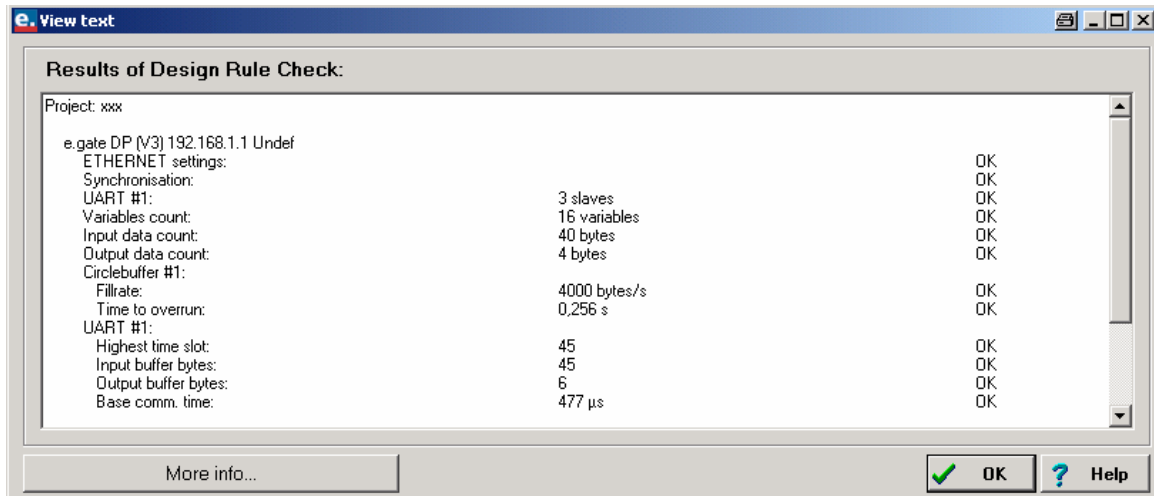 e. View text
Results of Design Rule Check:
Project: xxx
e.gate DP (V3) 192.168.1.1 Undef
ETHERNET settings: OK
Synchronisation: OK
UART #1: 3 slaves OK
Variables count: 16 variables OK
Input data count: 40 bytes OK
Output data count: 4 bytes OK
Circlebuffer #1:
Fillrate: 4000 bytes/s OK
Time to overrun: 0,256 s OK
UART #1:
Highest time slot: 45 OK
Input buffer bytes: 45 OK
Output buffer bytes: 6 OK
Base comm. time: 477 µs OK
More info... OK ? Help